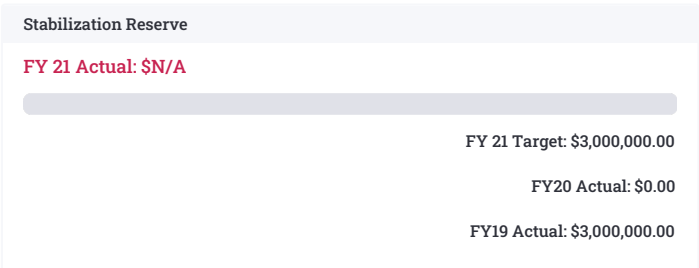 Stabilization Reserve
FY 21 Actual: $N/A
FY 21 Target: $3,000,000.00
FY20 Actual: $0.00
FY19 Actual: $3,000,000.00